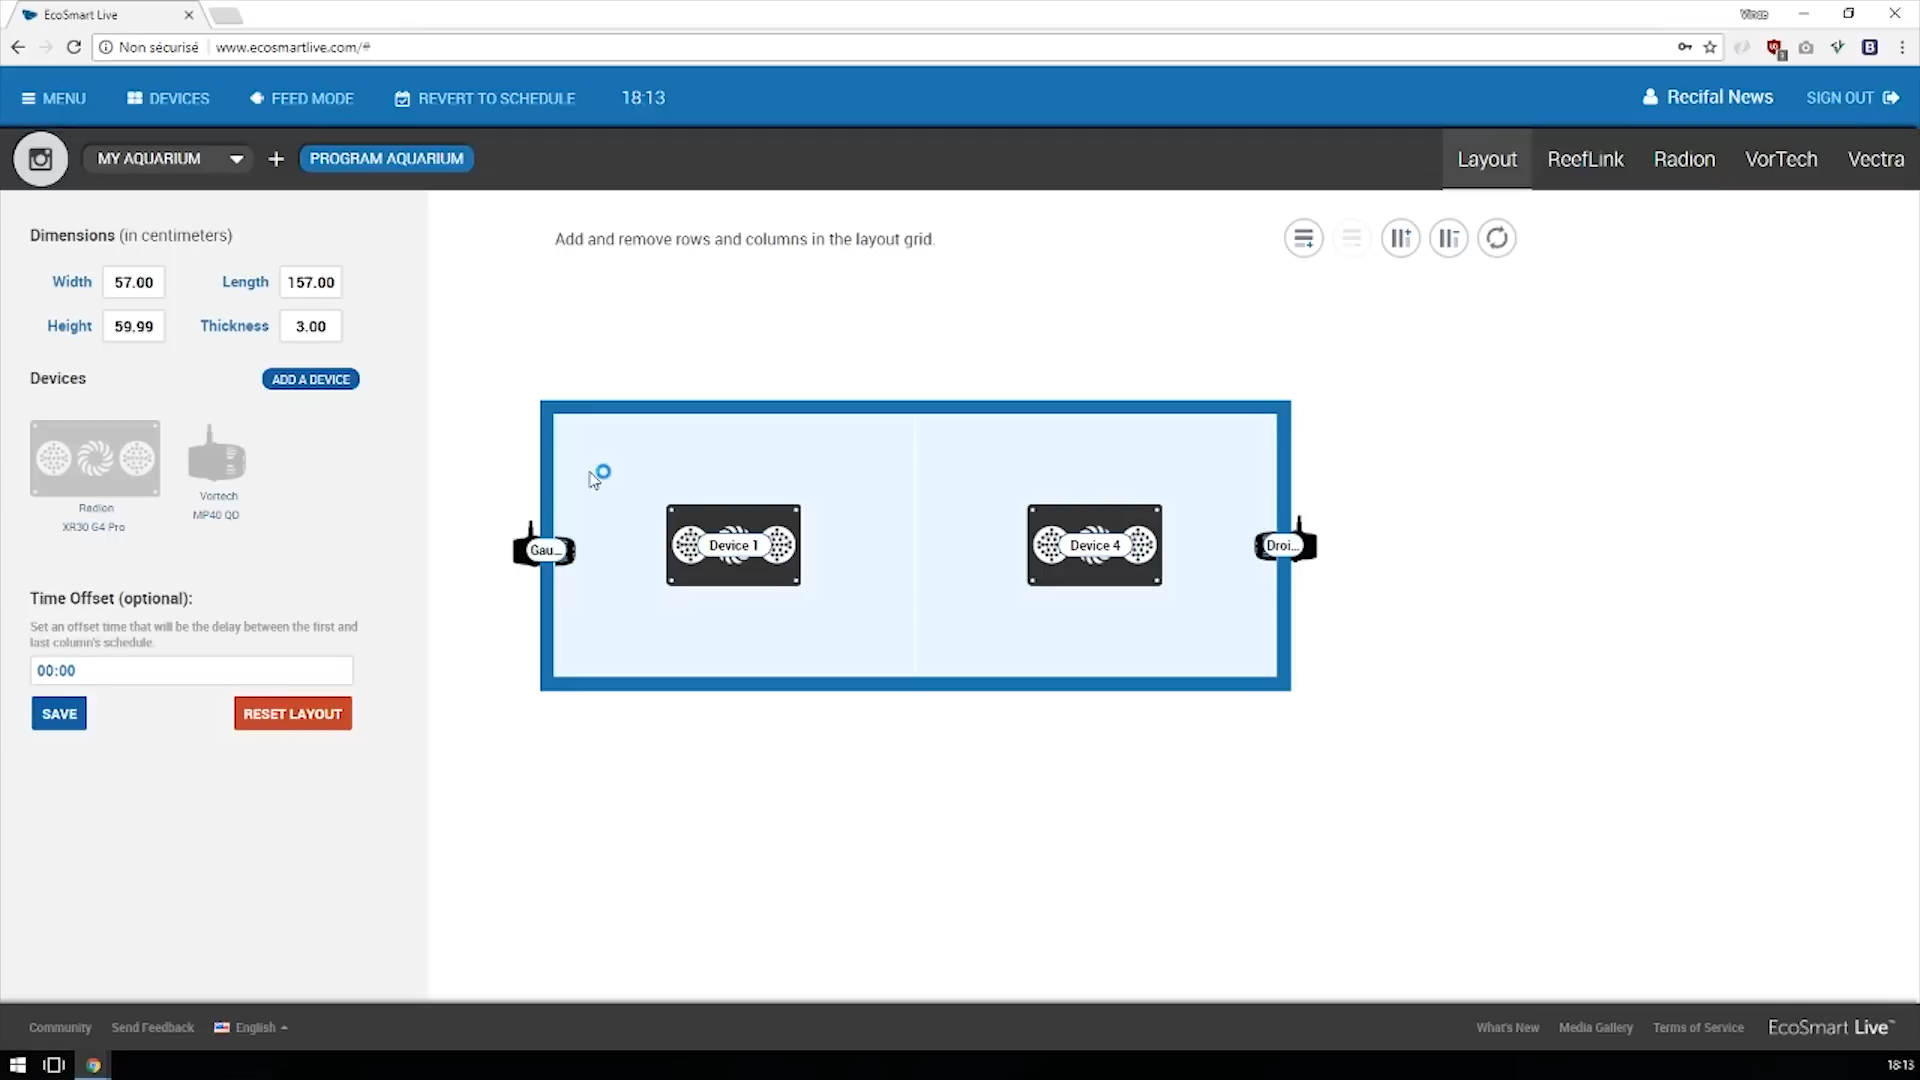 EcoSmart Live
Vince
Non sécurisé www.ecosmartlive.com/#
MENU DEVICES FEED MODE REVERT TO SCHEDULE 18:13 Recifal News SIGN OUT
MY AQUARIUM + PROGRAM AQUARIUM Layout ReefLink Radion VorTech Vectra
Dimensions (in centimeters)
Add and remove rows and columns in the layout grid.
Width 57.00 Length 157.00
Height 59.99 Thickness 3.00
Devices ADD A DEVICE
Radion
XR30 G4 Pro
Vortech
MP40 QD
Gau...
Device 1
Device 4
Droi...
Time Offset (optional):
Set an offset time that will be the delay between the first and
last column's schedule.
00:00
SAVE RESET LAYOUT
Community Send Feedback English What's New Media Gallery Terms of Service EcoSmart Live™
18:13